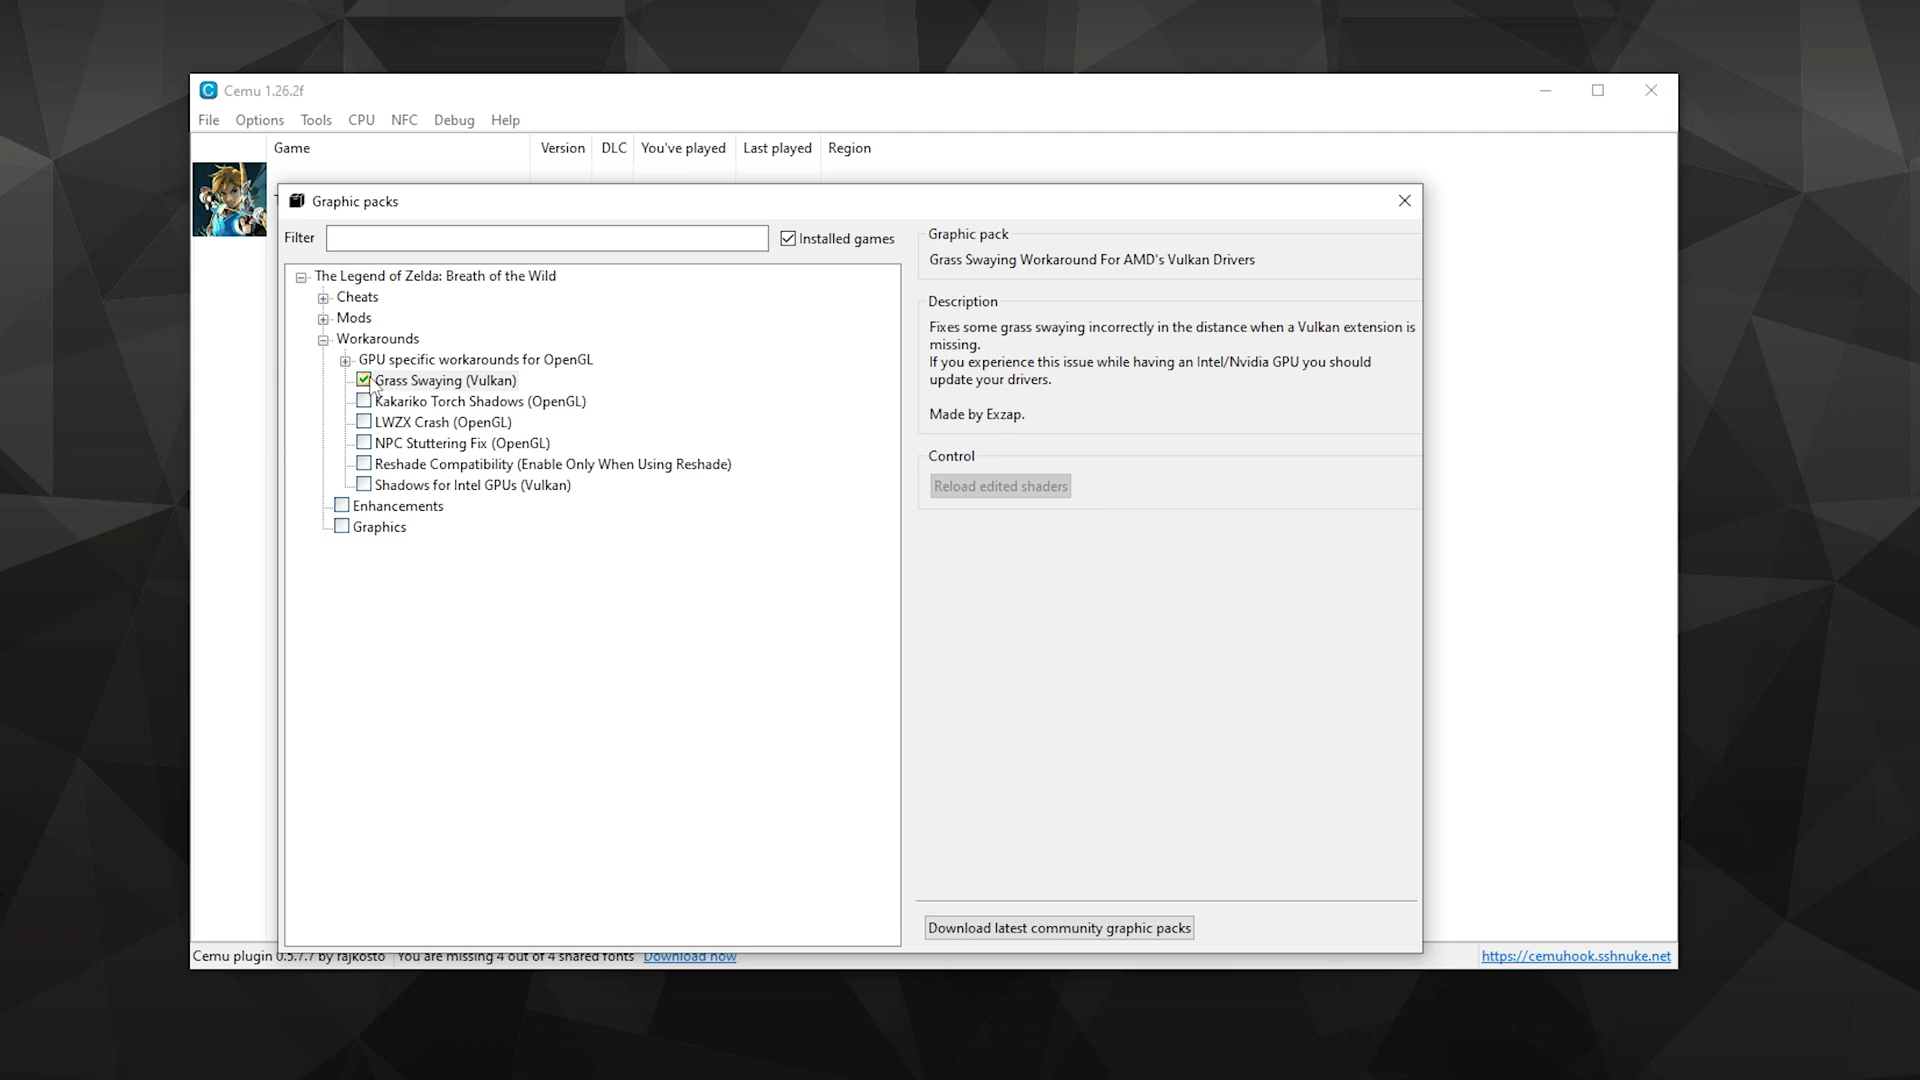 Cemu 1.26.2f
File Options Tools CPU NFC Debug Help
Game Version DLC You've played Last played Region
Graphic packs
Filter Installed games
The Legend of Zelda: Breath of the Wild
Cheats
Mods
Workarounds
GPU specific workarounds for OpenGL
Grass Swaying (Vulkan)
Kakariko Torch Shadows (OpenGL)
LWZX Crash (OpenGL)
NPC Stuttering Fix (OpenGL)
Reshade Compatibility (Enable Only When Using Reshade)
Shadows for Intel GPUs (Vulkan)
Enhancements
Graphics
Graphic pack
Grass Swaying Workaround For AMD's Vulkan Drivers
Description
Fixes some grass swaying incorrectly in the distance when a Vulkan extension is
missing.
If you experience this issue while having an Intel/Nvidia GPU you should
update your drivers.
Made by Exzap.
Control
Reload edited shaders
Download latest community graphic packs
Cemu plugin 0.5.7.7 by rajkosto You are missing 4 out of 4 shared fonts Download now https://cemuhook.sshnuke.net